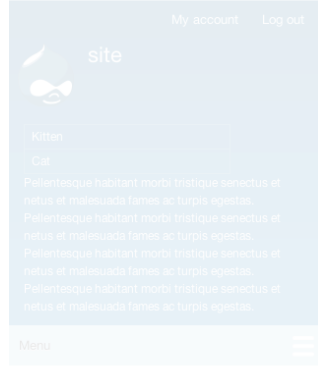 My account Log out
site
Kitten
Cat
Pellentesque habitant morbi tristique senectus et
netus et malesuada fames ac turpis egestas.
Pellentesque habitant morbi tristique senectus et
netus et malesuada fames ac turpis egestas.
Pellentesque habitant morbi tristique senectus et
netus et malesuada fames ac turpis egestas.
Pellentesque habitant morbi tristique senectus et
netus et malesuada fames ac turpis egestas.
Menu